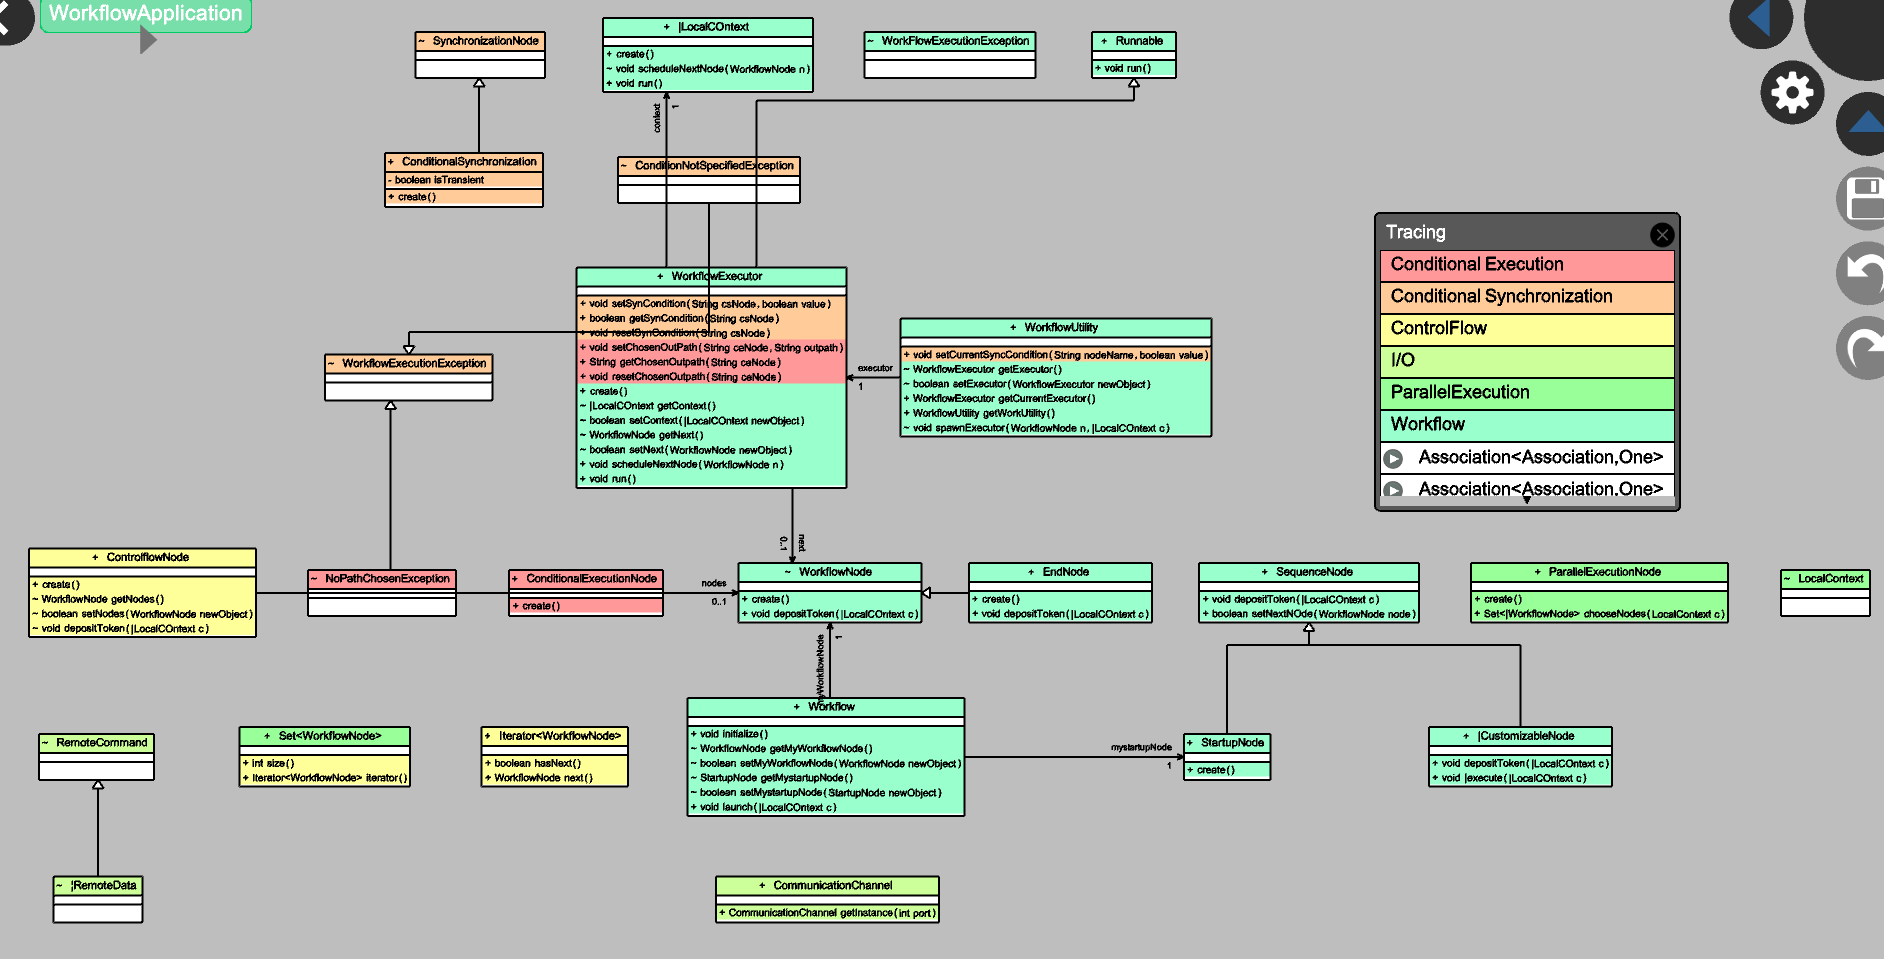 WorkflowApplication
~ SynchronizationNode
+ |LocalCOntext
+ create()
~ void scheduleNextNode(WorkflowNode n)
+ void run()
~ WorkFlowExecutionException
+ Runnable
+ void run()
context
1
+ ConditionalSynchronization
- boolean isTransient
+ create()
~ ConditionNotSpecifiedException
Tracing
Conditional Execution
Conditional Synchronization
ControlFlow
I/O
ParallelExecution
Workflow
Association<Association,One>
Association<Association,One>
+ WorkflowExecutor
+ void setSynCondition(String csNode, boolean value)
+ boolean getSynCondition(String csNode)
+ void resetSynCondition(String csNode)
+ void setChosenOutPath(String ceNode, String outpath)
+ String getChosenOutpath(String ceNode)
+ void resetChosenOutpath(String ceNode)
+ create()
~ |LocalCOntext getContext()
~ boolean setContext(|LocalCOntext newObject)
~ WorkflowNode getNext()
~ boolean setNext(WorkflowNode newObject)
+ void scheduleNextNode(WorkflowNode n)
+ void run()
+ WorkflowUtility
+ void setCurrentSyncCondition(String nodeName, boolean value)
~ WorkflowExecutor getExecutor()
~ boolean setExecutor(WorkflowExecutor newObject)
+ WorkflowExecutor getCurrentExecutor()
+ WorkflowUtility getWorkUtility()
~ void spawnExecutor(WorkflowNode n, |LocalCOntext c)
executor
1
~ WorkflowExecutionException
next
0..1
+ ControlflowNode
+ create()
~ WorkflowNode getNodes()
~ boolean setNodes(WorkflowNode newObject)
~ void depositToken(|LocalCOntext c)
~ NoPathChosenException
+ ConditionalExecutionNode
+ create()
nodes
0..1
~ WorkflowNode
+ create()
+ void depositToken(|LocalCOntext c)
+ EndNode
+ create()
+ void depositToken(|LocalCOntext c)
+ SequenceNode
+ void depositToken(|LocalCOntext c)
+ boolean setNextNOde(WorkflowNode node)
+ ParallelExecutionNode
+ create()
+ Set<|WorkflowNode> chooseNodes(LocalContext c)
~ LocalContext
myWorkflowNode
1
+ Workflow
+ void initialize()
~ WorkflowNode getMyWorkflowNode()
~ boolean setMyWorkflowNode(WorkflowNode newObject)
~ StartupNode getMystartupNode()
~ boolean setMystartupNode(StartupNode newObject)
+ void launch(|LocalCOntext c)
mystartupNode
1
+ StartupNode
+ create()
+ |CustomizableNode
+ void depositToken(|LocalCOntext c)
+ void |execute(|LocalCOntext c)
~ RemoteCommand
+ Set<WorkflowNode>
+ int size()
+ Iterator<WorkflowNode> iterator()
+ Iterator<WorkflowNode>
+ boolean hasNext()
+ WorkflowNode next()
~ |RemoteData
+ CommunicationChannel
+ CommunicationChannel getInstance(int port)